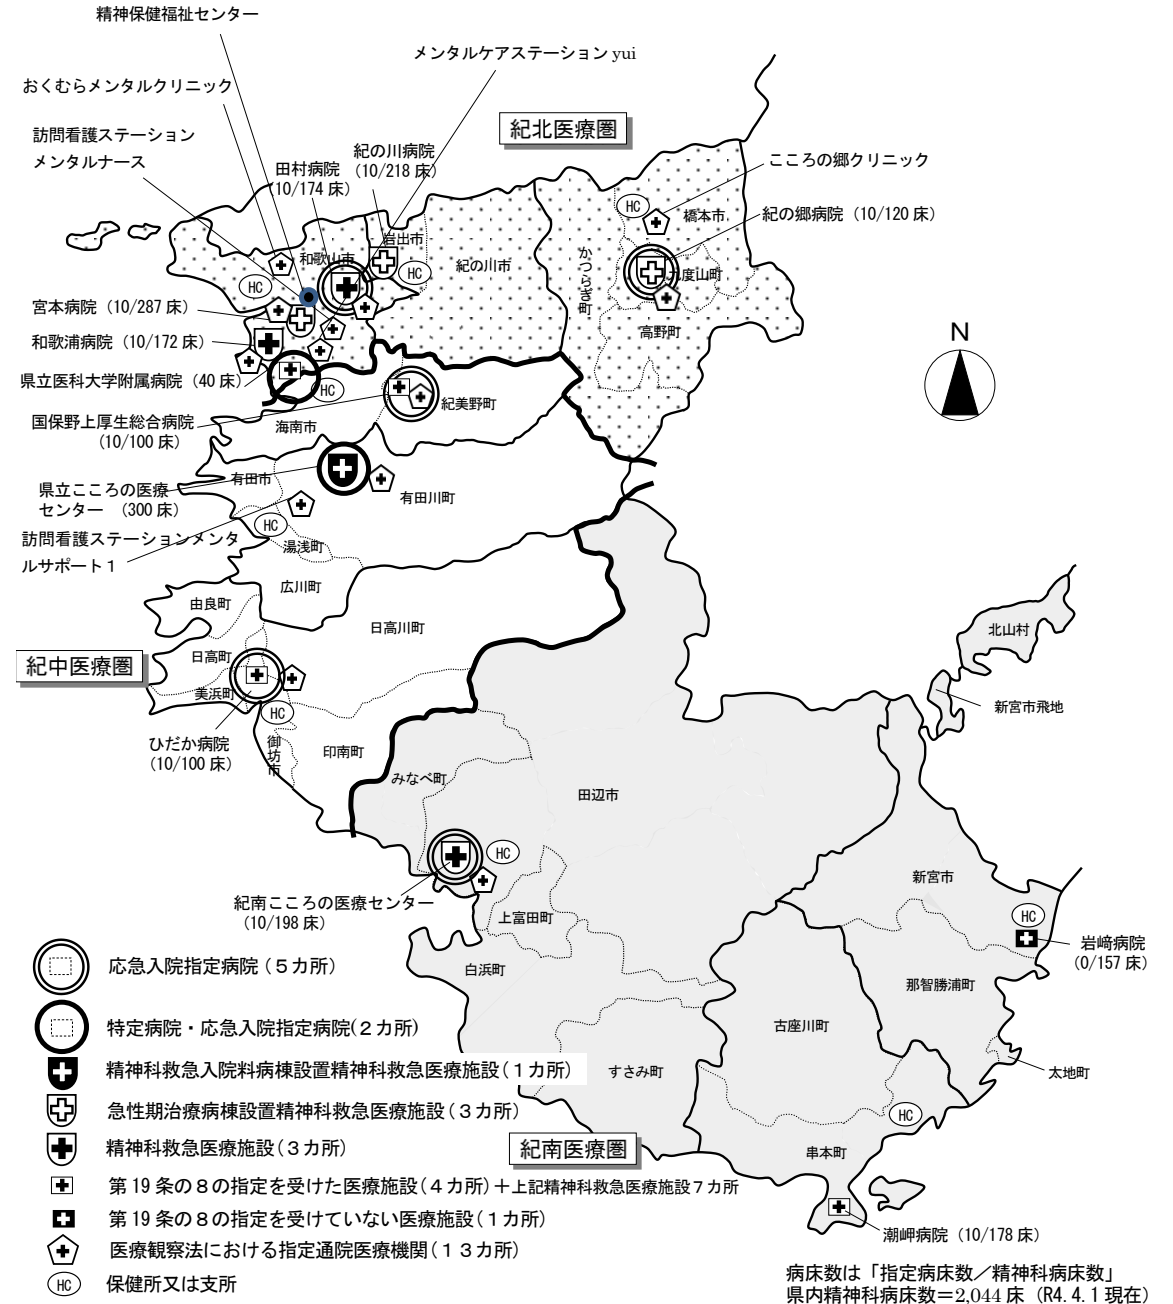 精神保健福祉センター
メンタルケアステーション yui
おくむらメンタルクリニック
紀北医療圏
訪問看護ステーション
メンタルナース
紀の川病院
(10/218 床)
田村病院
(10/174 床)
こころの郷クリニック
HC
橋本市
紀の郷病院（10/120 床）
岩出市
和歌山市
HC
紀の川市
かつらぎ町
九度山町
HC
宮本病院（10/287 床）
高野町
和歌浦病院（10/172 床）
県立医科大学附属病院（40 床）
HC
紀美野町
国保野上厚生総合病院
（10/100 床）
海南市
N
有田市
県立こころの医療
センター （300 床）
有田川町
HC
訪問看護ステーションメンタ
ルサポート１
湯浅町
広川町
由良町
日高川町
北山村
紀中医療圏
日高町
美浜町
HC
新宮市飛地
ひだか病院
（10/100 床）
御坊市
印南町
みなべ町
田辺市
HC
新宮市
紀南こころの医療センター
（10/198 床）
上富田町
HC
岩﨑病院
（0/157 床）
白浜町
那智勝浦町
古座川町
すさみ町
太地町
HC
串本町
紀南医療圏
潮岬病院（10/178 床）
応急入院指定病院（５カ所）
特定病院・応急入院指定病院(２カ所)
精神科救急入院料病棟設置精神科救急医療施設（１カ所）
急性期治療病棟設置精神科救急医療施設（３カ所）
精神科救急医療施設（３カ所）
第 19 条の８の指定を受けた医療施設（４カ所）＋上記精神科救急医療施設７カ所
第 19 条の８の指定を受けていない医療施設（１カ所）
医療観察法における指定通院医療機関（１３カ所）
HC 保健所又は支所
病床数は「指定病床数／精神科病床数」
県内精神科病床数＝2,044 床（R4.4.1 現在）